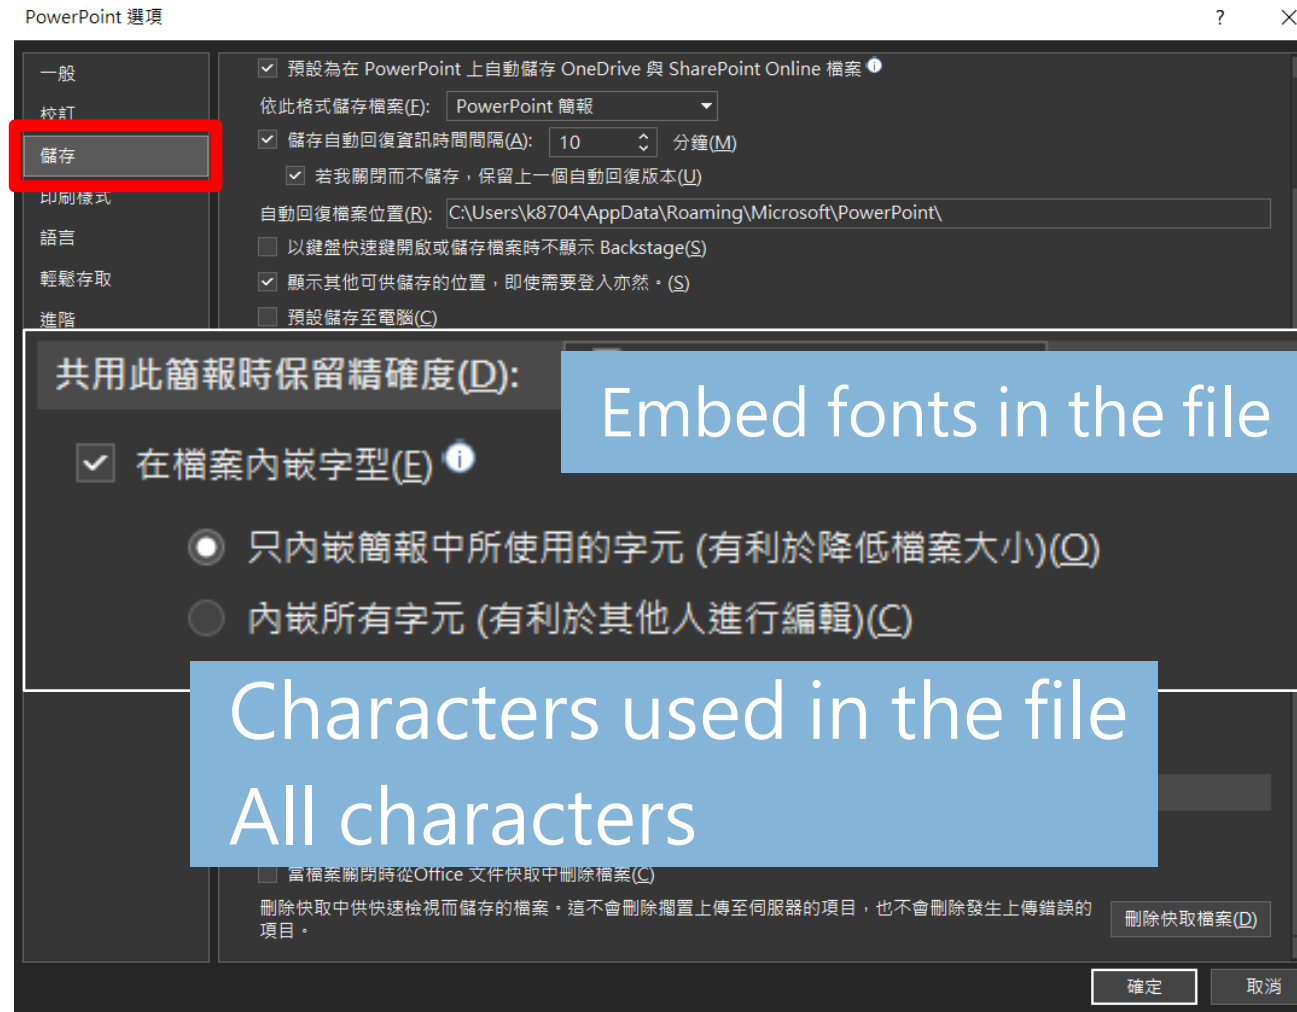 PowerPoint 選項
?
一般
校訂
儲存
印刷樣式
語言
輕鬆存取
進階
預設為在 PowerPoint 上自動儲存 OneDrive 與 SharePoint Online 檔案
依此格式儲存檔案(F): PowerPoint 簡報
儲存自動回復資訊時間間隔(A): 10 分鐘(M)
若我關閉而不儲存，保留上一個自動回復版本(U)
自動回復檔案位置(R): C:\Users\k8704\AppData\Roaming\Microsoft\PowerPoint\
以鍵盤快速鍵開啟或儲存檔案時不顯示 Backstage(S)
顯示其他可供儲存的位置，即使需要登入亦然。(S)
預設儲存至電腦(C)
共用此簡報時保留精確度(D):
Embed fonts in the file
在檔案內嵌字型(E)
只內嵌簡報中所使用的字元 (有利於降低檔案大小)(O)
內嵌所有字元 (有利於其他人進行編輯)(C)
Characters used in the file
All characters
當檔案關閉時從Office 文件快取中刪除檔案(C)
刪除快取中供快速檢視而儲存的檔案。這不會刪除擱置上傳至伺服器的項目，也不會刪除發生上傳錯誤的
項目。
刪除快取檔案(D)
確定
取消